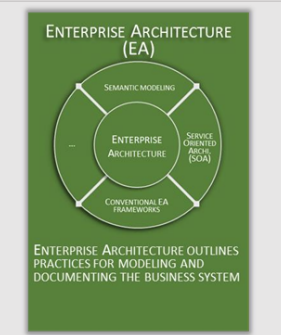 ENTERPRISE ARCHITECTURE
(EA)
SEMANTIC MODELING
...
ENTERPRISE
ARCHITECTURE
SERVICE
ORIENTED
ARCHI.
(SOA)
CONVENTIONAL EA
FRAMEWORKS
ENTERPRISE ARCHITECTURE OUTLINES
PRACTICES FOR MODELING AND
DOCUMENTING THE BUSINESS SYSTEM